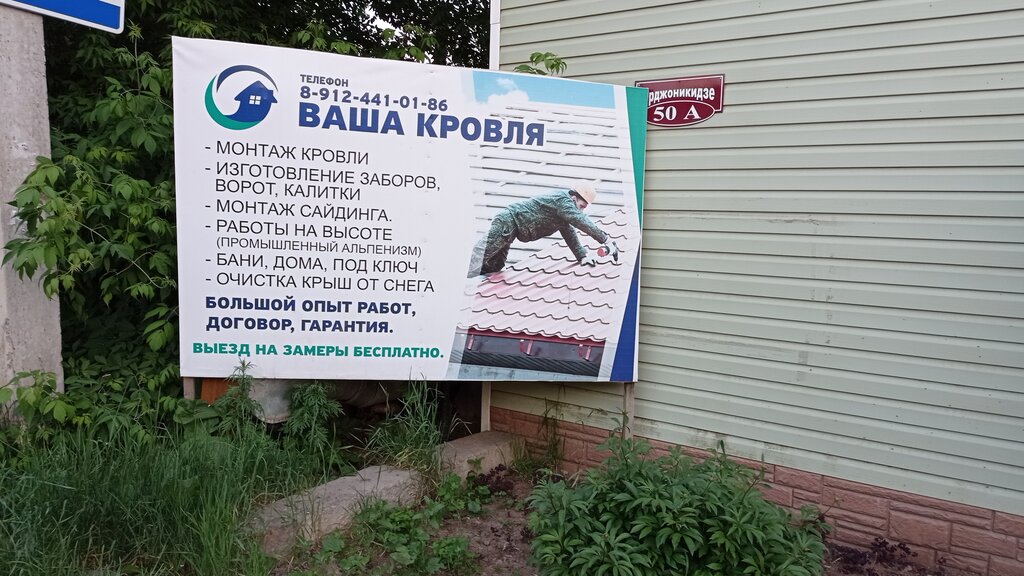 ТЕЛЕФОН
8-912-441-01-86
ВАША КРОВЛЯ
- МОНТАЖ КРОВЛИ
- ИЗГОТОВЛЕНИЕ ЗАБОРОВ,
ВОРОТ, КАЛИТКИ
- МОНТАЖ САЙДИНГА.
- РАБОТЫ НА ВЫСОТЕ
(ПРОМЫШЛЕННЫЙ АЛЬПЕНИЗМ)
- БАНИ, ДОМА, ПОД КЛЮЧ
- ОЧИСТКА КРЫШ ОТ СНЕГА
БОЛЬШОЙ ОПЫТ РАБОТ,
ДОГОВОР, ГАРАНТИЯ.
ВЫЕЗД НА ЗАМЕРЫ БЕСПЛАТНО.
рджоникидзе
50 А